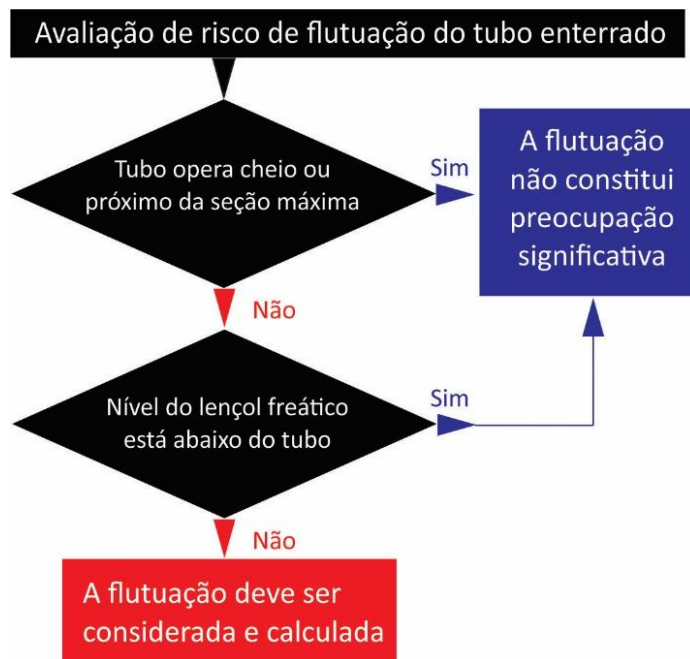 Avaliação de risco de flutuação do tubo enterrado
Tubo opera cheio ou
próximo da seção máxima
Sim
A flutuação
não constitui
preocupação
significativa
Não
Nível do lençol freático
está abaixo do tubo
Sim
Não
A flutuação deve ser
considerada e calculada